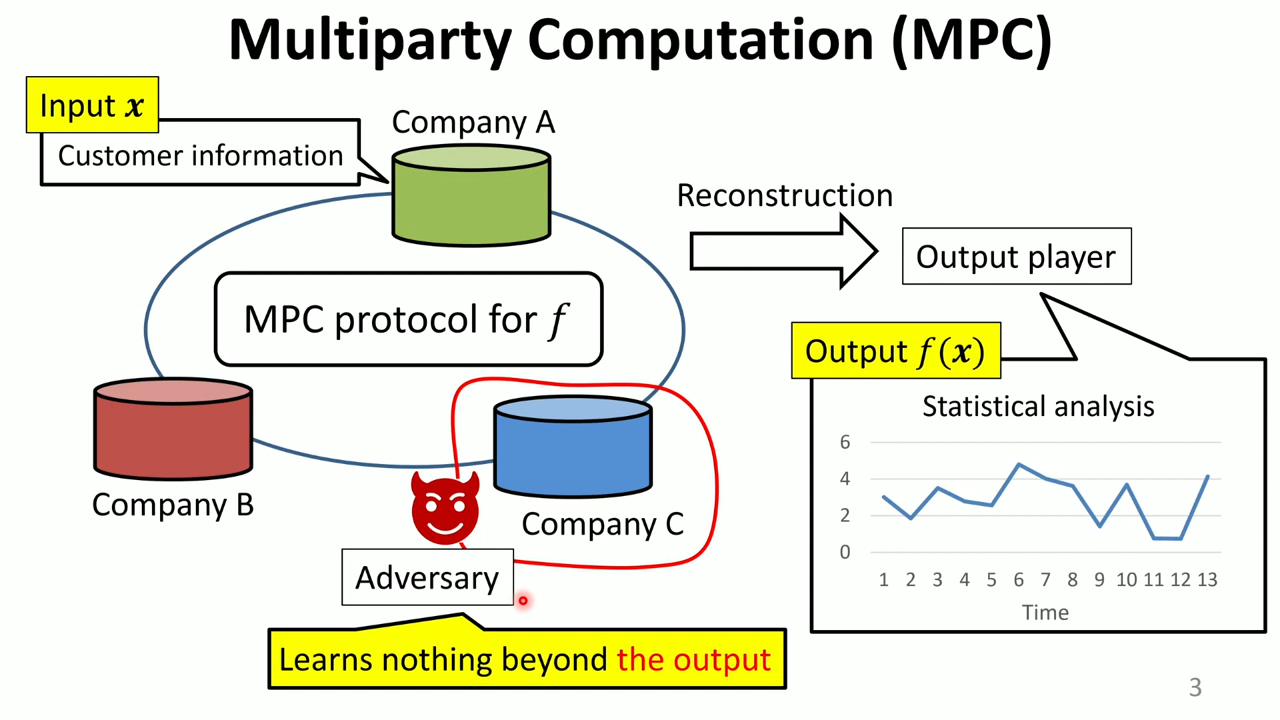 Multiparty Computation (MPC)
Input x
Customer information
Company A
Reconstruction
Output player
MPC protocol for f
Output f(x)
Statistical analysis
6
4
2
0
1 2 3 4 5 6 7 8 9 10 11 12 13
Time
Company B
Company C
Adversary
Learns nothing beyond the output
3